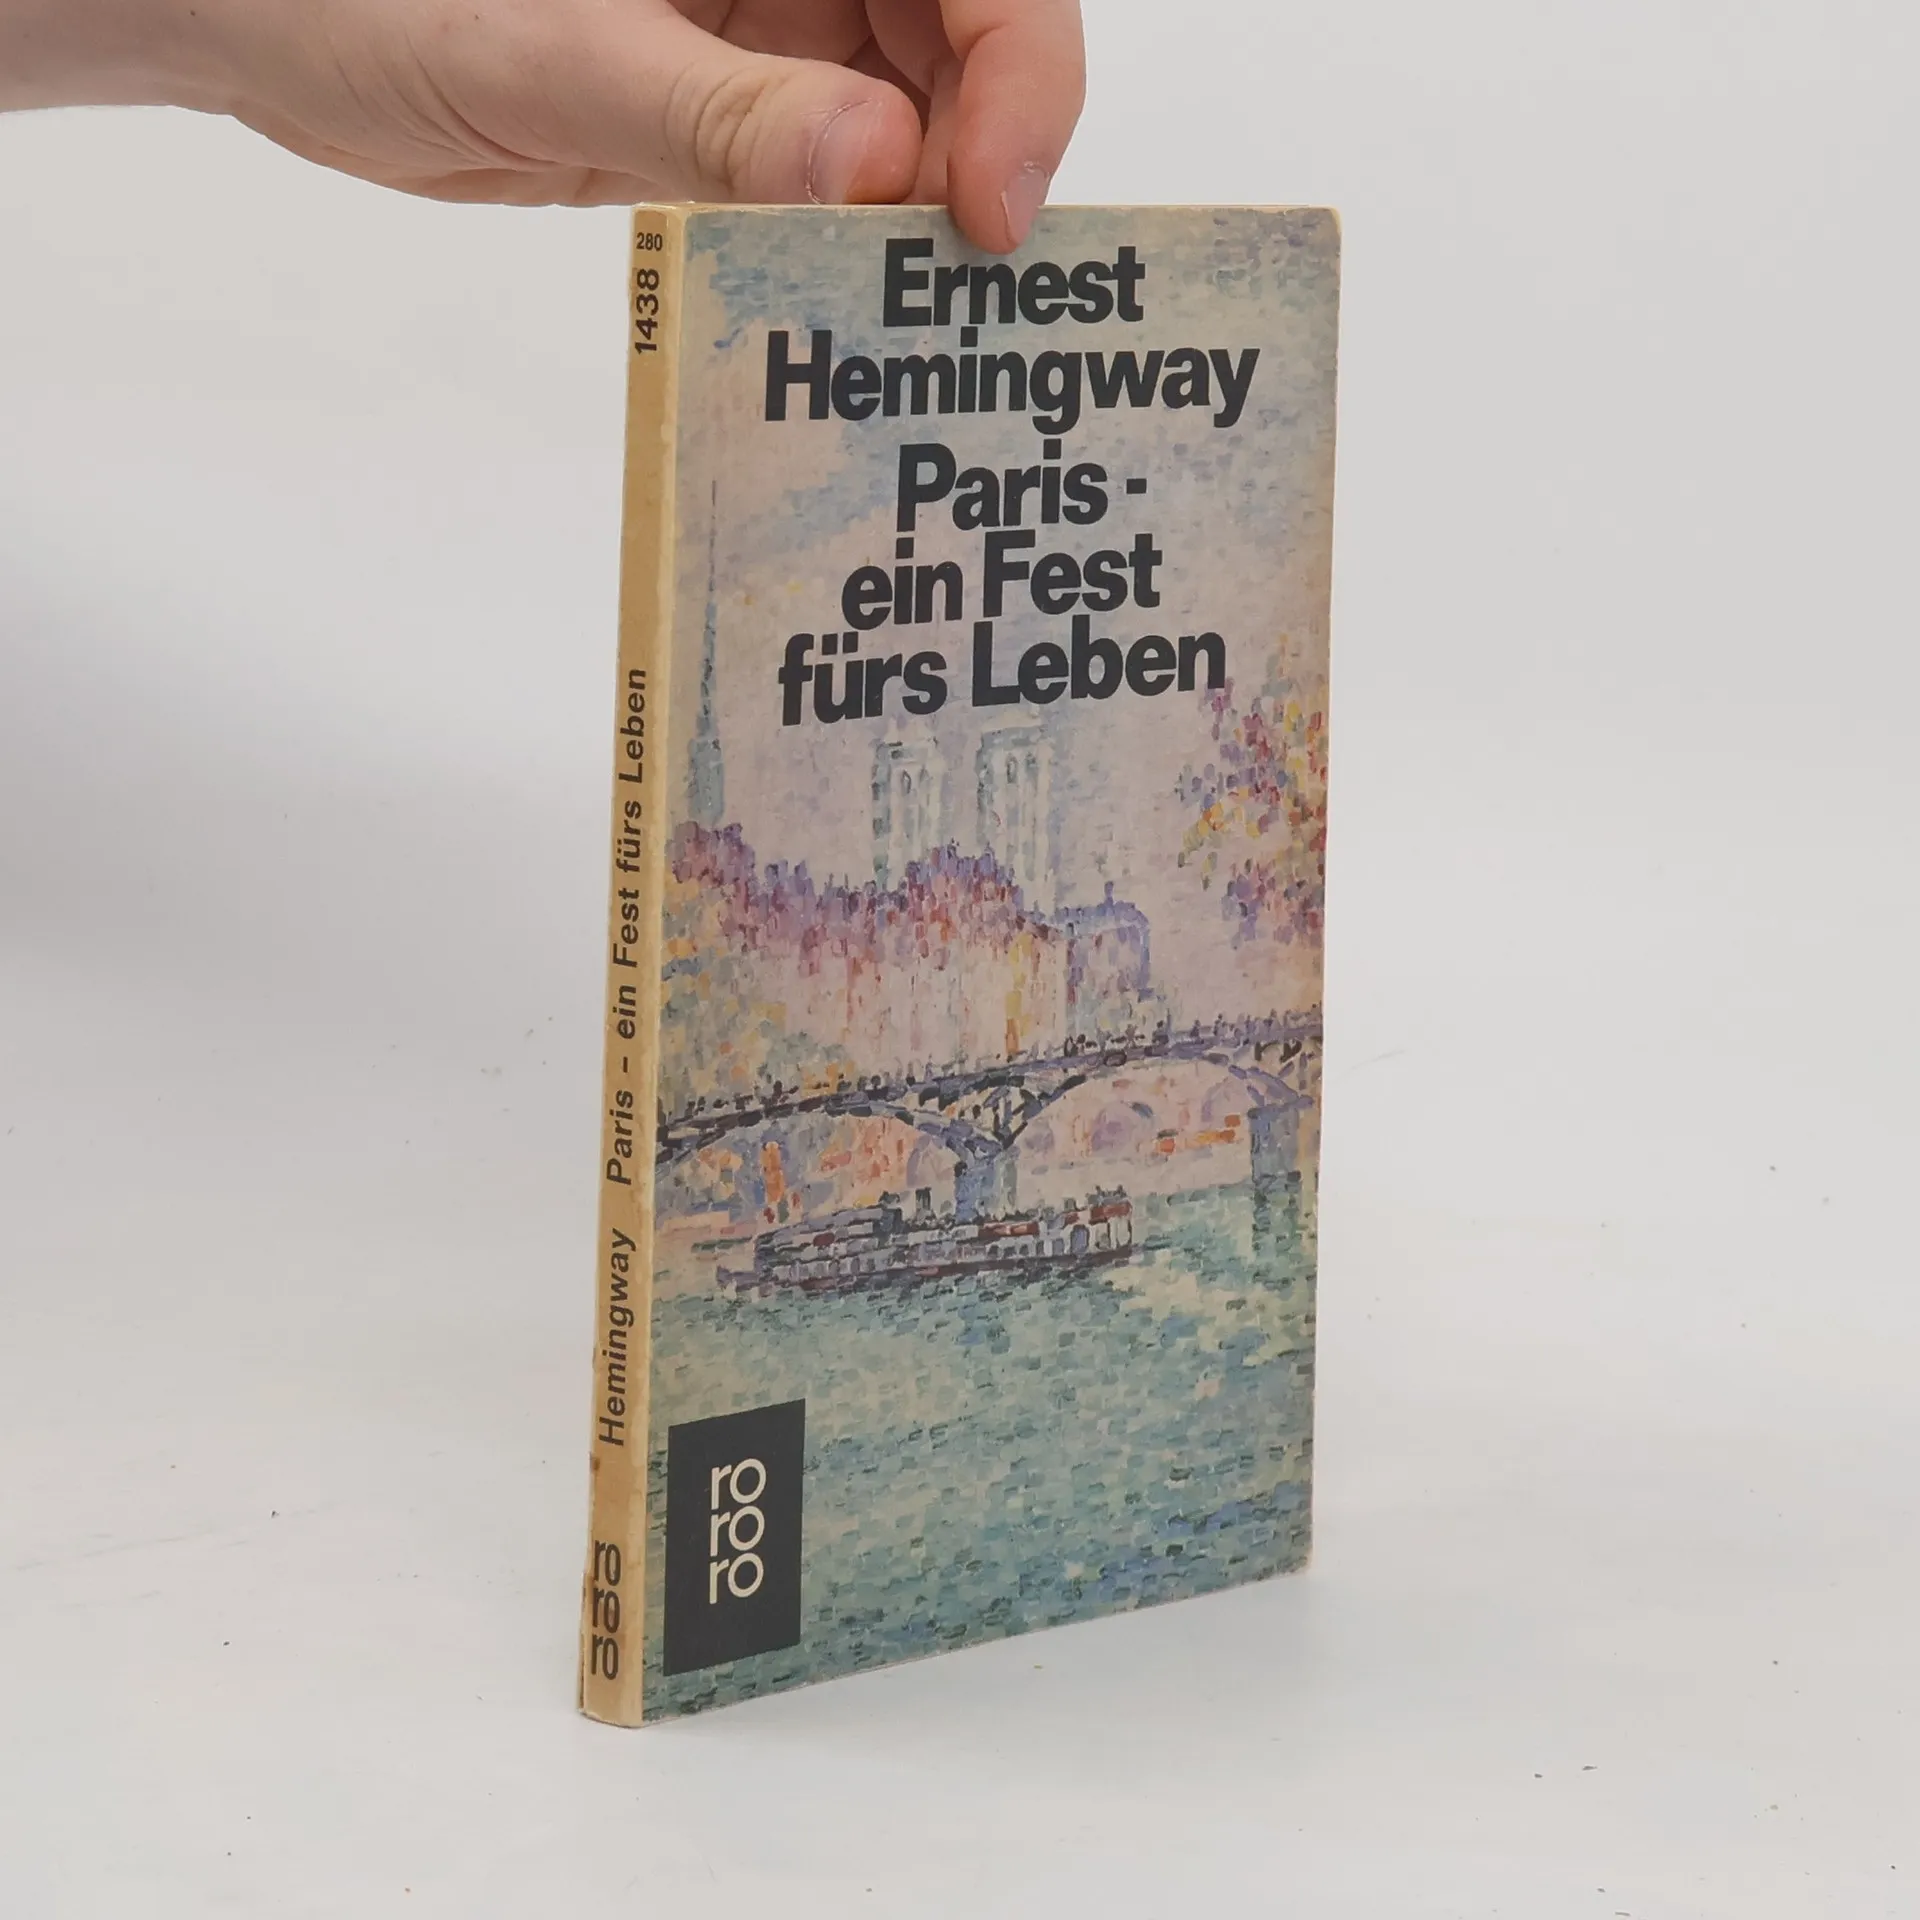 Ernest
Hemingway
Paris -
ein Fest
fürs Leben
ro
ro
ro
280
1438
Hemingway Paris – ein Fest fürs Leben
ro
ro
ro